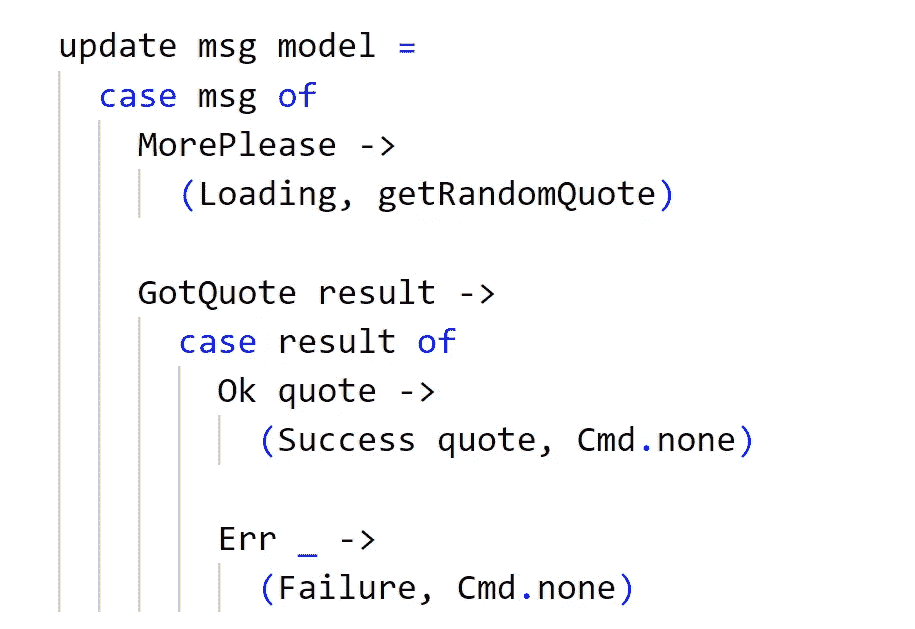 update msg model =
case msg of
MorePlease ->
(Loading, getRandomQuote)
GotQuote result ->
case result of
Ok quote ->
(Success quote, Cmd.none)
Err _ ->
(Failure, Cmd.none)